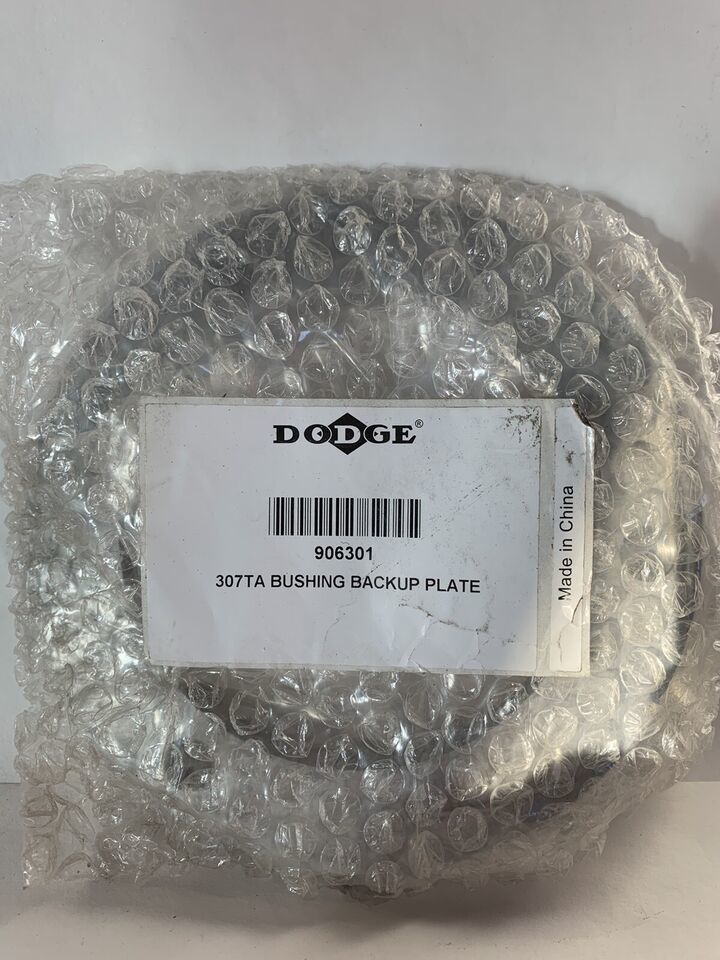 DODGE®
906301
307TA BUSHING BACKUP PLATE
Made in China